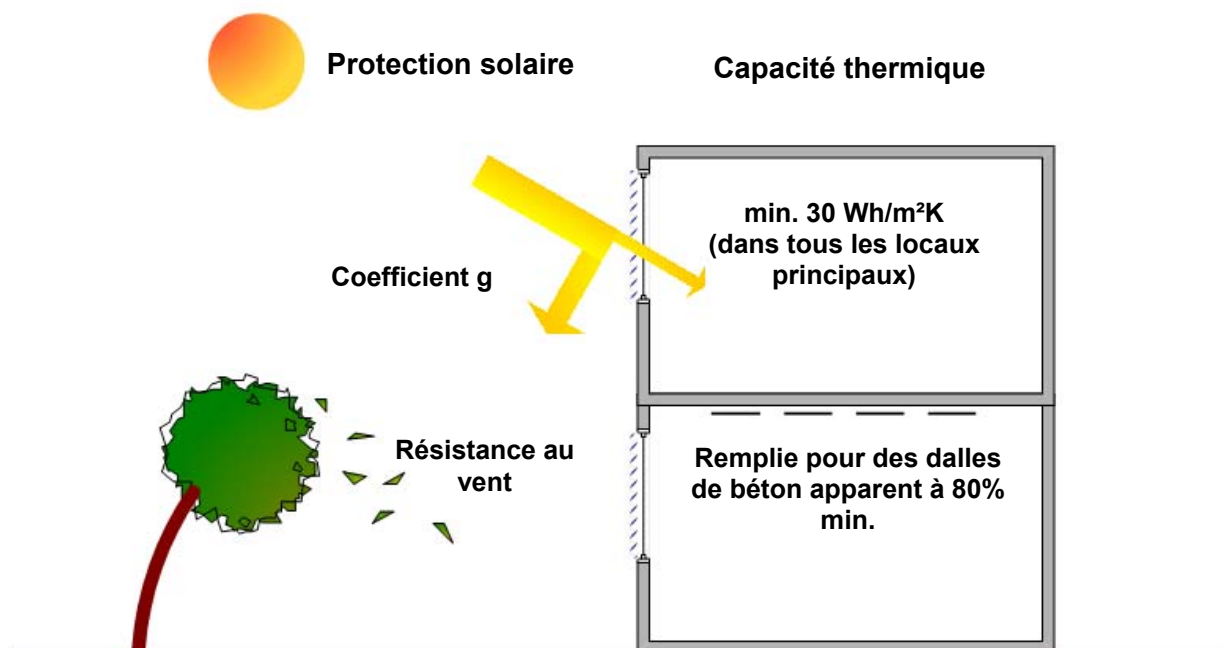 Protection solaire
Capacité thermique
min. 30 Wh/m²K
(dans tous les locaux
principaux)
Coefficient g
Résistance au
vent
Remplie pour des dalles
de béton apparent à 80%
min.